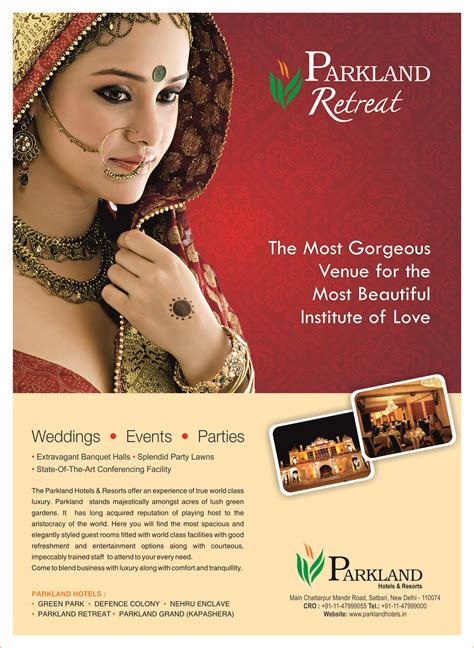 PARKLAND
Retreat
The Most Gorgeous
Venue for the
Most Beautiful
Institute of Love
Weddings • Events • Parties
• Extravagant Banquet Halls • Splendid Party Lawns
• State-Of-The-Art Conferencing Facility
The Parkland Hotels & Resorts offer an experience of true world class
luxury. Parkland stands majestically amongst acres of lush green
gardens. It has long acquired reputation of playing host to the
aristocracy of the world. Here you will find the most spacious and
elegantly styled guest rooms fitted with world class facilities with good
refreshment and entertainment options along with courteous,
impeccably trained staff to attend to your every need.
Come to blend business with luxury along with comfort and tranquillity.
PARKLAND HOTELS :
• GREEN PARK • DEFENCE COLONY • NEHRU ENCLAVE
• PARKLAND RETREAT • PARKLAND GRAND (KAPASHERA)
PARKLAND
Hotels & Resorts
Main Chattarpur Mandir Road, Satbari, New Delhi - 110074
CRO : +91-11-47999055 Tel.: +91-11-47999000
Website: www.parklandhotels.in